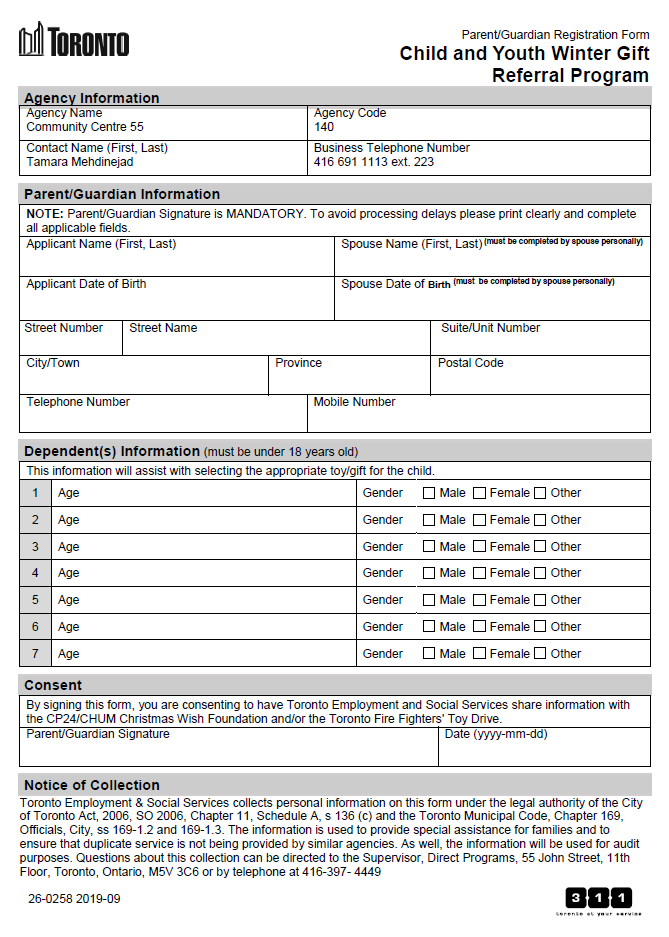 TORONTO
Parent/Guardian Registration Form
Child and Youth Winter Gift
Referral Program
Agency Information
Agency Name
Community Centre 55
Agency Code
140
Contact Name (First, Last)
Tamara Mehdinejad
Business Telephone Number
416 691 1113 ext. 223
Parent/Guardian Information
NOTE: Parent/Guardian Signature is MANDATORY. To avoid processing delays please print clearly and complete
all applicable fields.
Applicant Name (First, Last)
Spouse Name (First, Last) (must be completed by spouse personally)
Applicant Date of Birth
Spouse Date of Birth (must be completed by spouse personally)
Street Number
Street Name
Suite/Unit Number
City/Town
Province
Postal Code
Telephone Number
Mobile Number
Dependent(s) Information (must be under 18 years old)
This information will assist with selecting the appropriate toy/gift for the child.
1 Age Gender Male Female Other
2 Age Gender Male Female Other
3 Age Gender Male Female Other
4 Age Gender Male Female Other
5 Age Gender Male Female Other
6 Age Gender Male Female Other
7 Age Gender Male Female Other
Consent
By signing this form, you are consenting to have Toronto Employment and Social Services share information with
the CP24/CHUM Christmas Wish Foundation and/or the Toronto Fire Fighters' Toy Drive.
Parent/Guardian Signature
Date (yyyy-mm-dd)
Notice of Collection
Toronto Employment & Social Services collects personal information on this form under the legal authority of the City
of Toronto Act, 2006, SO 2006, Chapter 11, Schedule A, s 136 (c) and the Toronto Municipal Code, Chapter 169,
Officials, City, ss 169-1.2 and 169-1.3. The information is used to provide special assistance for families and to
ensure that duplicate service is not being provided by similar agencies. As well, the information will be used for audit
purposes. Questions about this collection can be directed to the Supervisor, Direct Programs, 55 John Street, 11th
Floor, Toronto, Ontario, M5V 3C6 or by telephone at 416-397- 4449
26-0258 2019-09
3 1 1
toronto at your service